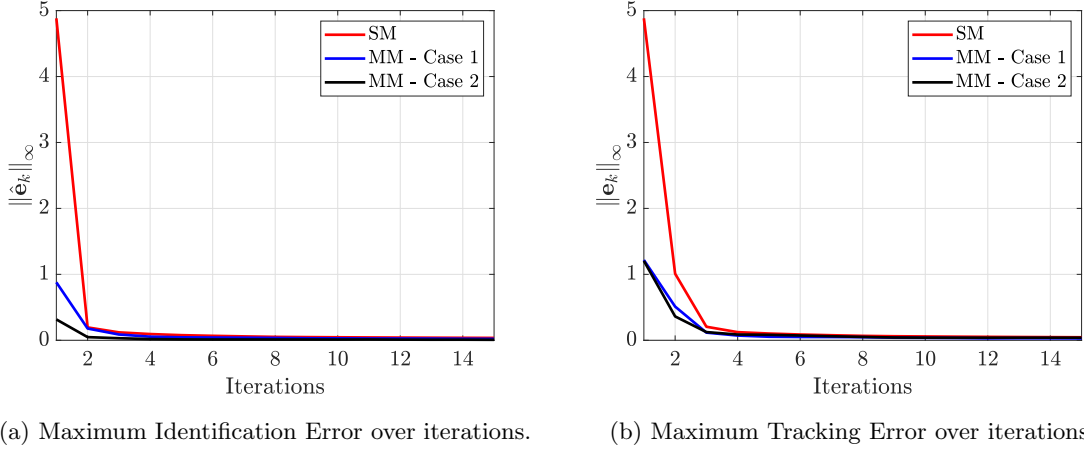 5
4
3
2
1
0
‖ê_k‖_∞
2 4 6 8 10 12 14
Iterations
SM
MM - Case 1
MM - Case 2
(a) Maximum Identification Error over iterations.
5
4
3
2
1
0
‖e_k‖_∞
2 4 6 8 10 12 14
Iterations
SM
MM - Case 1
MM - Case 2
(b) Maximum Tracking Error over iterations